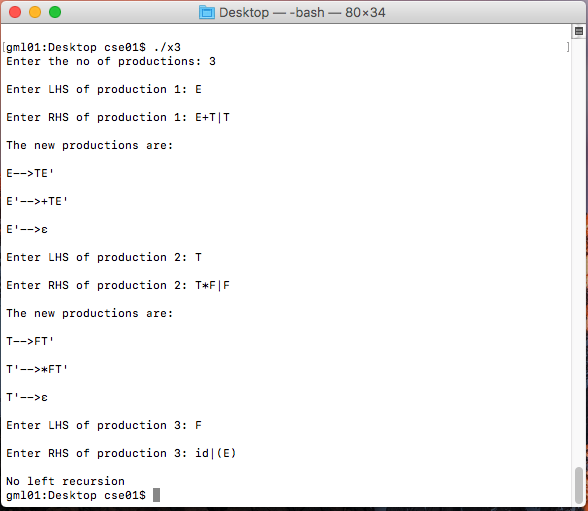 Desktop — -bash — 80×34
[gml01:Desktop cse01$ ./x3 ]
Enter the no of productions: 3
Enter LHS of production 1: E
Enter RHS of production 1: E+T|T
The new productions are:
E-->TE'
E'-->+TE'
E'-->ε
Enter LHS of production 2: T
Enter RHS of production 2: T*F|F
The new productions are:
T-->FT'
T'-->*FT'
T'-->ε
Enter LHS of production 3: F
Enter RHS of production 3: id|(E)
No left recursion
gml01:Desktop cse01$